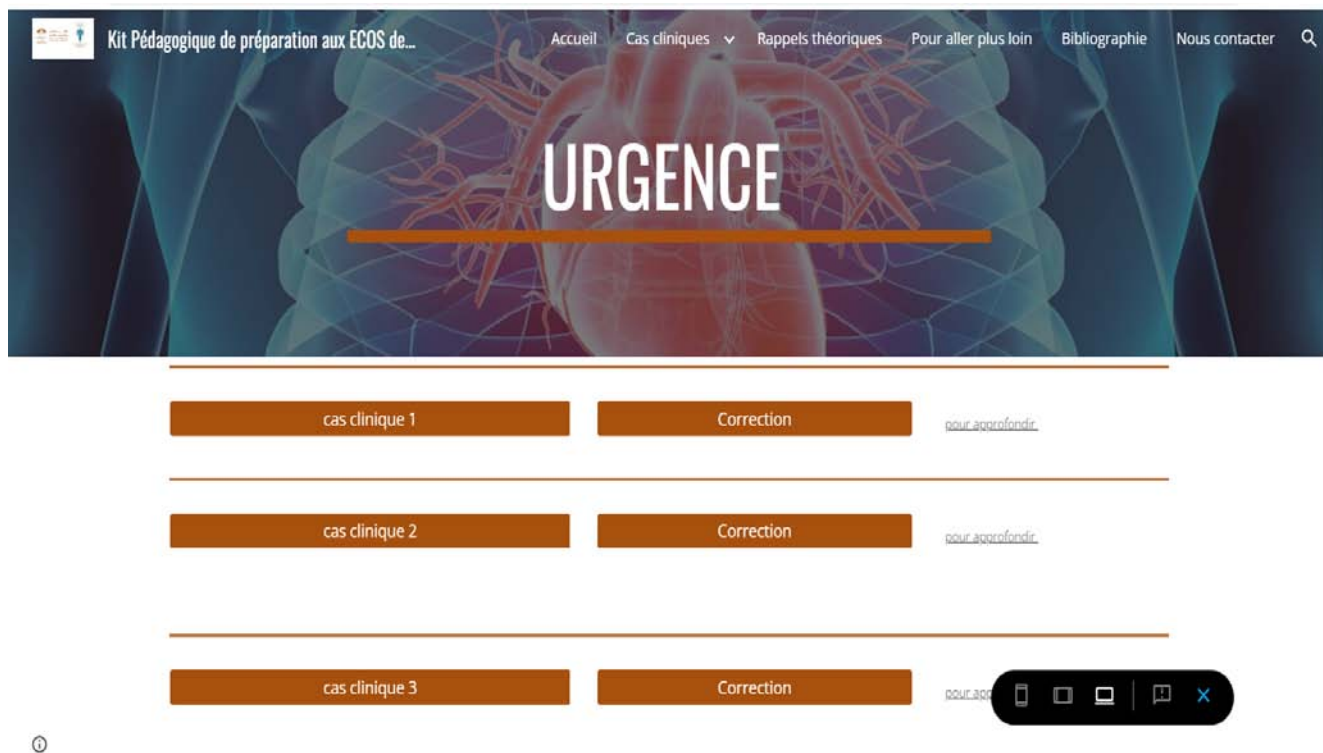 Kit Pédagogique de préparation aux ECOS de...
Accueil Cas cliniques Rappels théoriques Pour aller plus loin Bibliographie Nous contacter
URGENCE
cas clinique 1 Correction pour approfondir
cas clinique 2 Correction pour approfondir
cas clinique 3 Correction pour